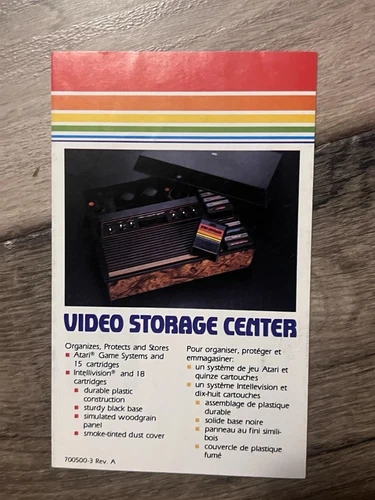 VIDEO STORAGE CENTER
Organizes, Protects and Stores
Atari® Game Systems and
15 cartridges
Intellivision® and 18
cartridges
durable plastic
construction
sturdy black base
simulated woodgrain
panel
smoke-tinted dust cover
700500-3 Rev. A
Pour organiser, protéger et
emmagasiner:
un système de jeu Atari et
quinze cartouches
un système Intellevision et
dix-huit cartouches
assemblage de plastique
durable
solide base noire
panneau au fini simili-
bois
couvercle de plastique
fumé